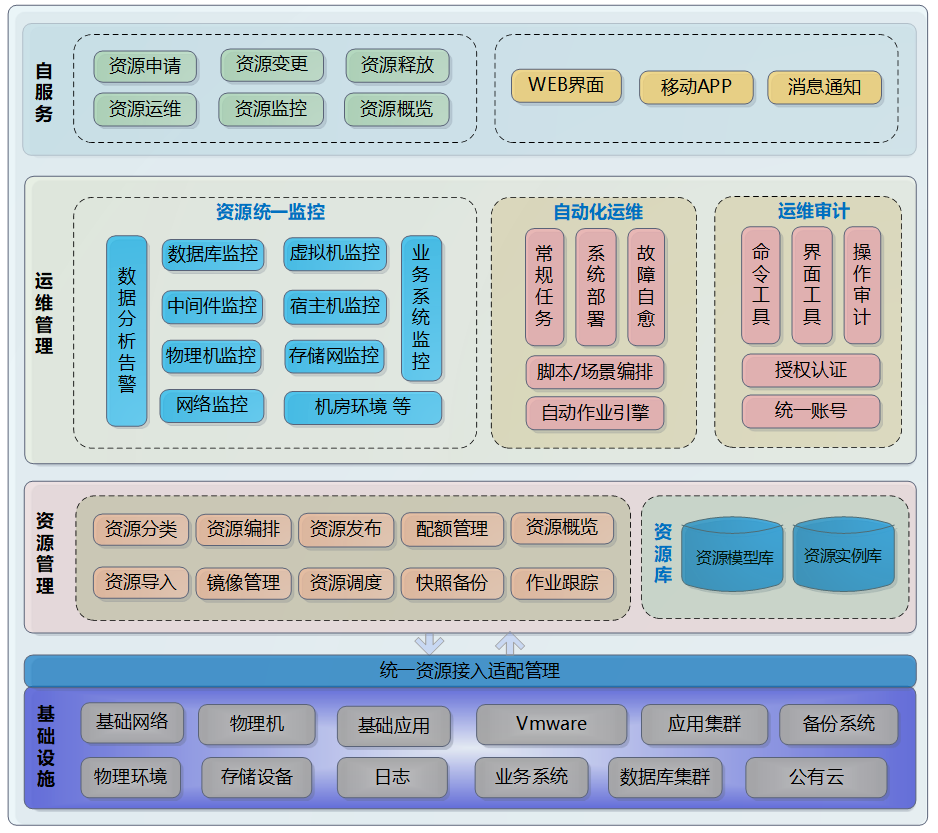 自服务
资源申请
资源变更
资源释放
资源运维
资源监控
资源概览
WEB界面
移动APP
消息通知
运维管理
资源统一监控
数据分析告警
数据库监控
虚拟机监控
中间件监控
宿主机监控
物理机监控
存储网监控
网络监控
机房环境 等
业务系统监控
自动化运维
常规任务
系统部署
故障自愈
脚本/场景编排
自动作业引擎
运维审计
命令工具
界面工具
操作审计
授权认证
统一账号
资源管理
资源分类
资源编排
资源发布
配额管理
资源概览
资源导入
镜像管理
资源调度
快照备份
作业跟踪
资源库
资源模型库
资源实例库
统一资源接入适配管理
基础设施
基础网络
物理机
基础应用
Vmware
应用集群
备份系统
物理环境
存储设备
日志
业务系统
数据库集群
公有云